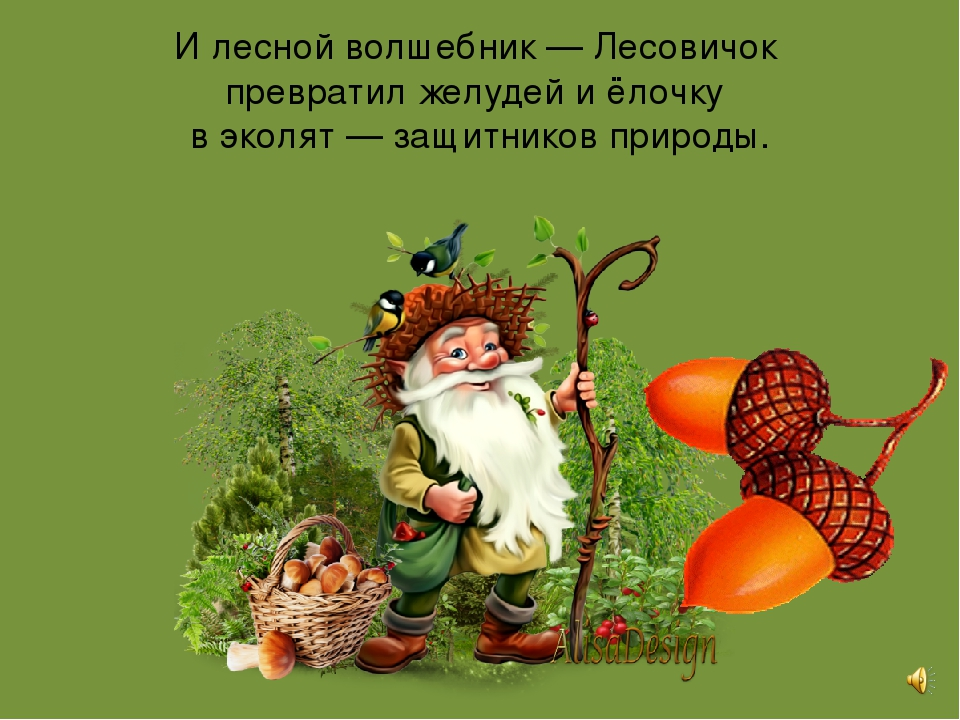 И лесной волшебник — Лесовичок
превратил желудей и ёлочку
в эколят — защитников природы.
AlisaDesign